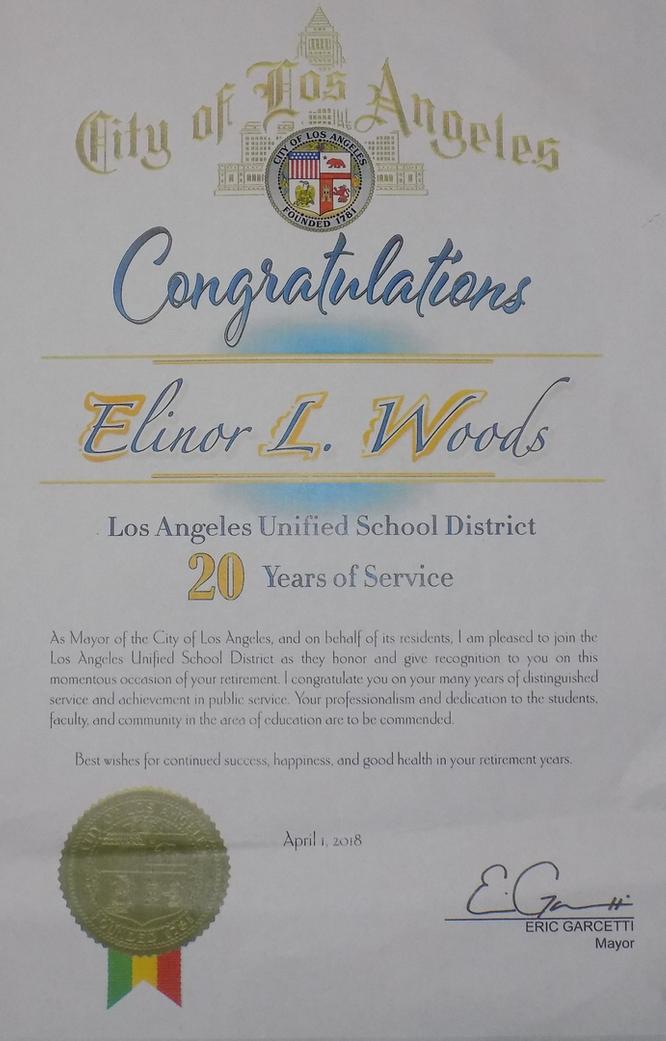 City of Los Angeles
CITY OF LOS ANGELES
FOUNDED 1781
Congratulations
Elinor L. Woods
Los Angeles Unified School District
20 Years of Service
As Mayor of the City of Los Angeles, and on behalf of its residents, I am pleased to join the
Los Angeles Unified School District as they honor and give recognition to you on this
momentous occasion of your retirement. I congratulate you on your many years of distinguished
service and achievement in public service. Your professionalism and dedication to the students,
faculty, and community in the area of education are to be commended.
Best wishes for continued success, happiness, and good health in your retirement years.
CITY OF LOS ANGELES
April 1, 2018
ERIC GARCETTI
Mayor